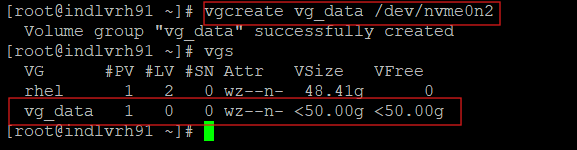 [root@indlvrh91 ~]# vgcreate vg_data /dev/nvme0n2
  Volume group "vg_data" successfully created
[root@indlvrh91 ~]# vgs
  VG      #PV #LV #SN Attr   VSize   VFree
  rhel      1   2   0 wz--n-  48.41g      0
  vg_data   1   0   0 wz--n- <50.00g <50.00g
[root@indlvrh91 ~]#